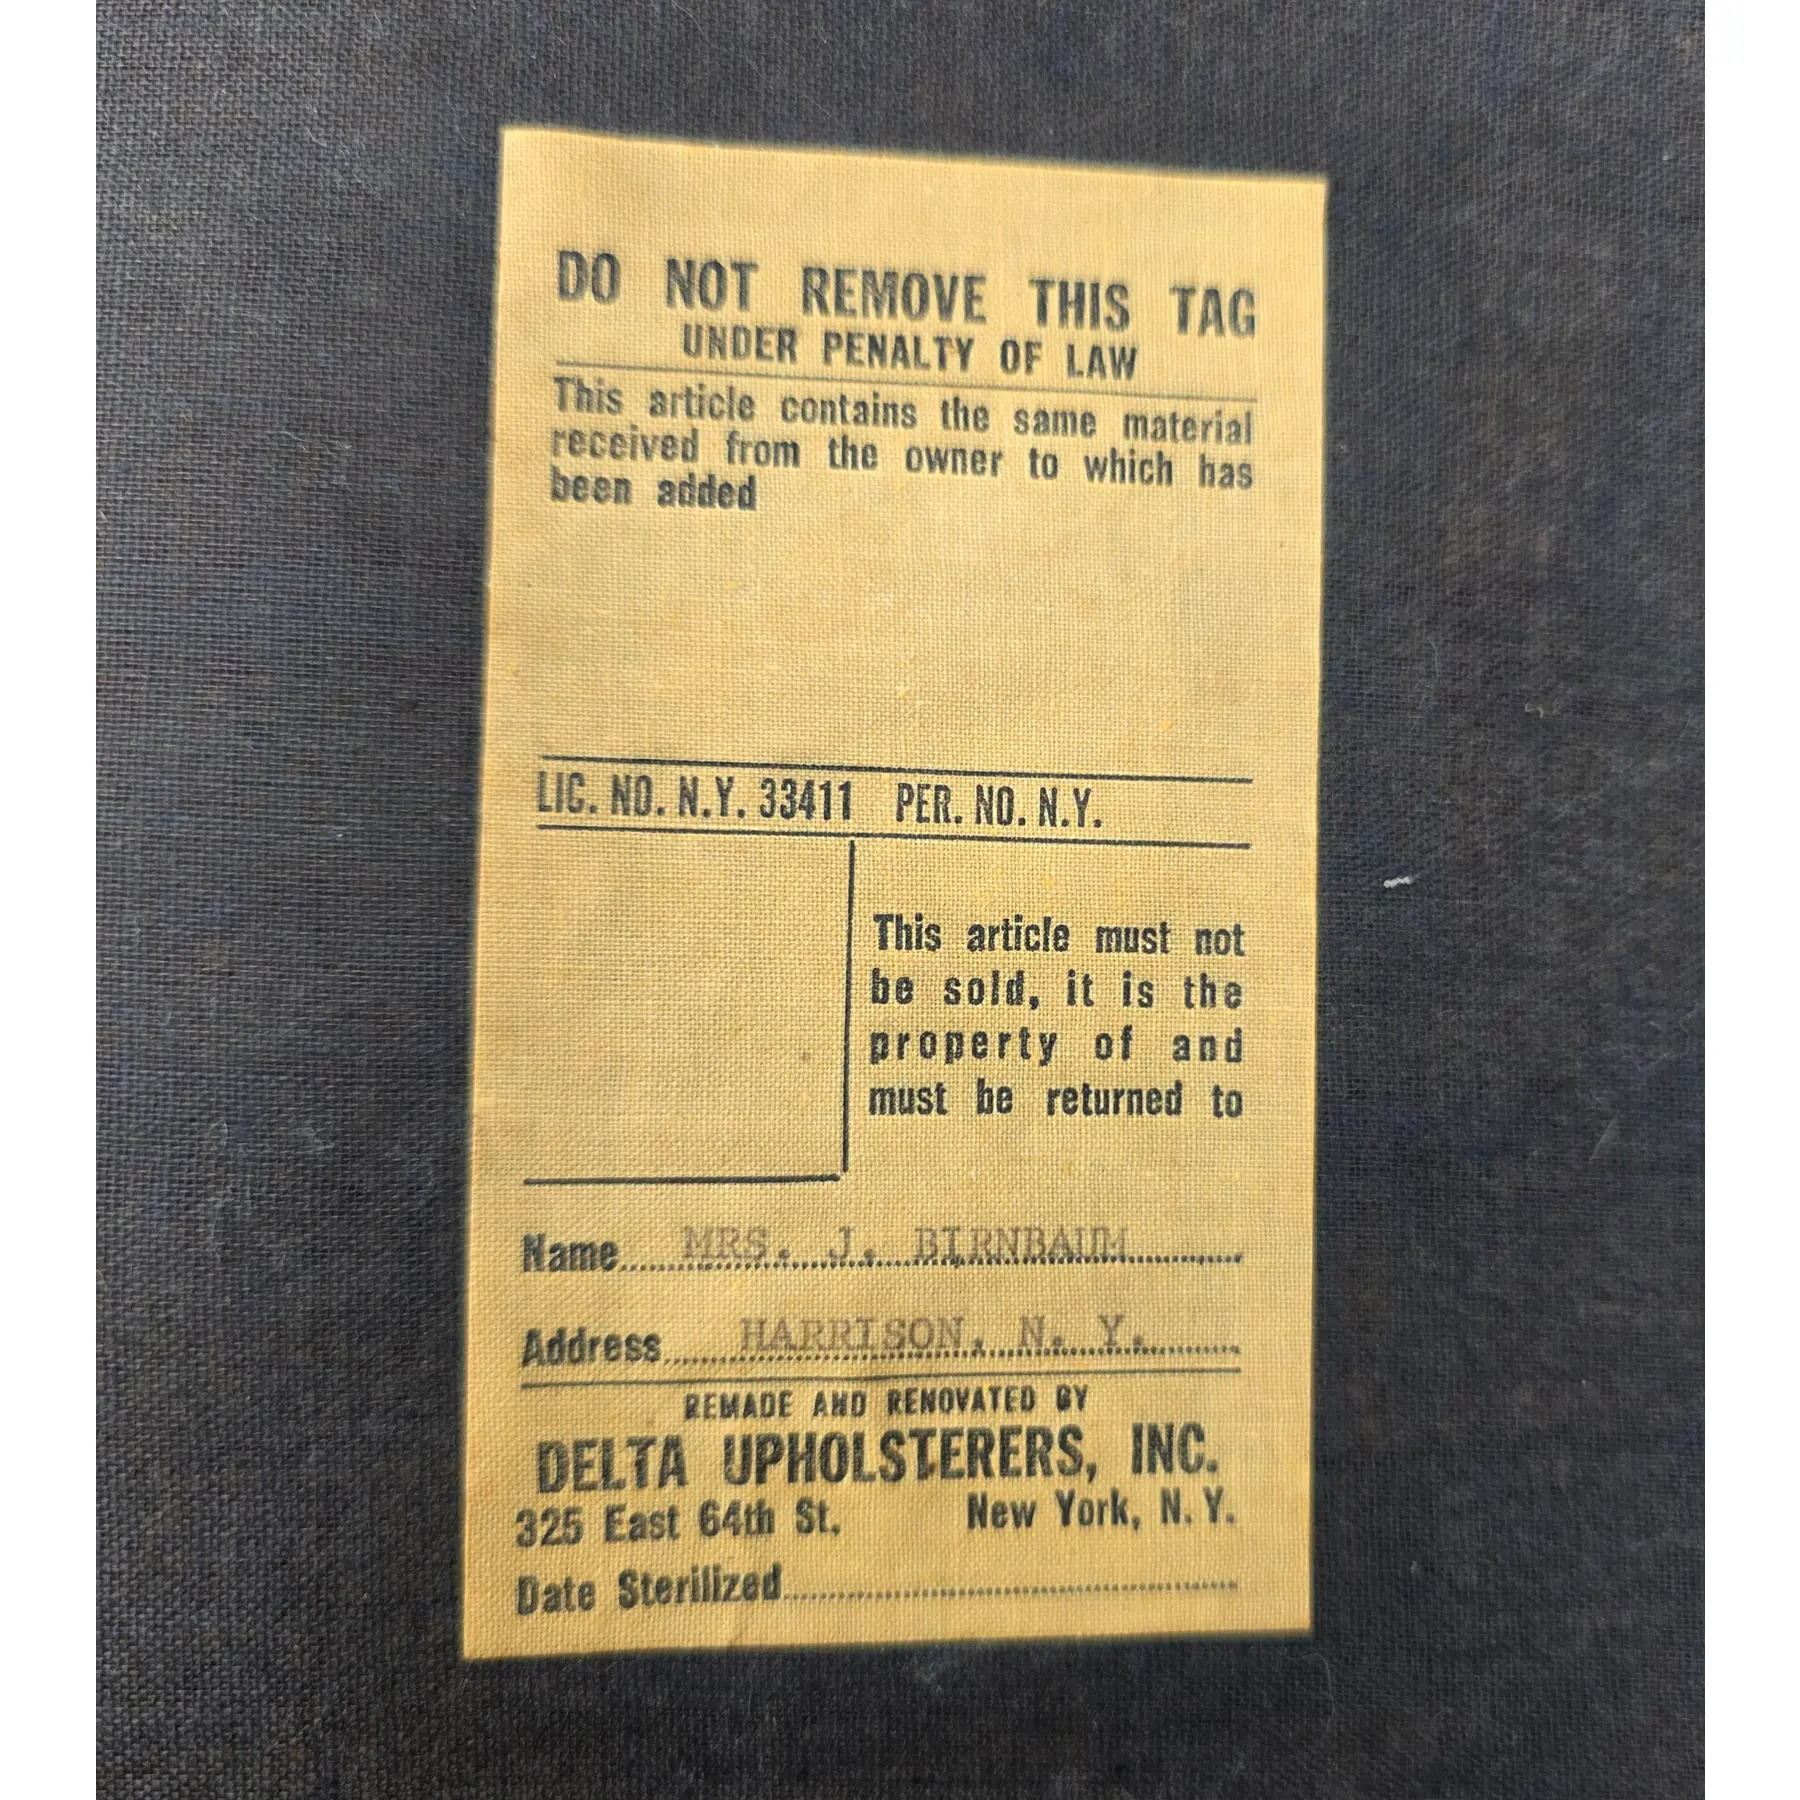 DO NOT REMOVE THIS TAG
UNDER PENALTY OF LAW
This article contains the same material
received from the owner to which has
been added
LIC. NO. N.Y. 33411 PER. NO. N.Y.
This article must not
be sold, it is the
property of and
must be returned to
Name MRS. J. BIRNBAUM
Address HARRISON, N. Y.
REMADE AND RENOVATED BY
DELTA UPHOLSTERERS, INC.
325 East 64th St, New York, N. Y.
Date Sterilized